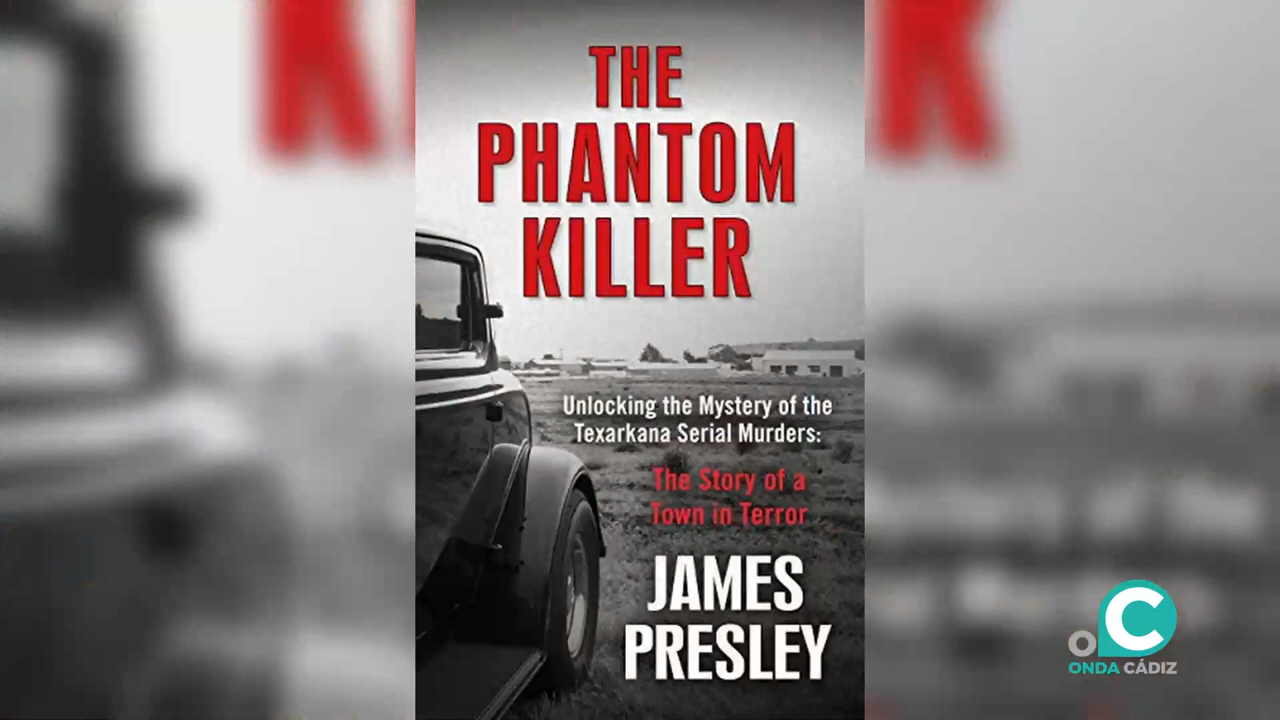 THE
PHANTOM
KILLER
Unlocking the Mystery of the
Texarkana Serial Murders:
The Story of a
Town in Terror
JAMES
PRESLEY
O C
ONDA CÁDIZ